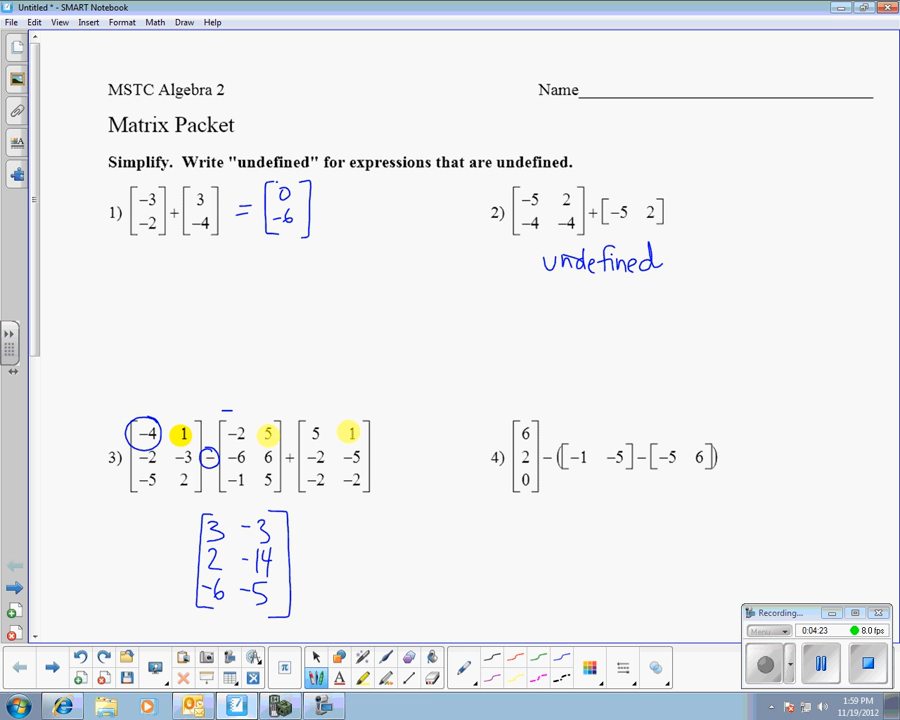 Untitled * - SMART Notebook
File Edit View Insert Format Math Draw Help
MSTC Algebra 2 Name
Matrix Packet
Simplify. Write "undefined" for expressions that are undefined.
1) [−3 −2] + [3 −4] = [0 -6]
2) [−5 2 −4 −4] + [−5 2]
undefined
3) [−4 1 −2 −3 −5 2] − [−2 5 −6 6 −1 5] + [5 1 −2 −5 −2 −2]
[3 -3
2 -14
-6 -5]
4) [6 2 0] − ([−1 −5] − [−5 6])
Recording...
Menu
0:04:23 8.0 fps
1:59 PM
11/19/2012